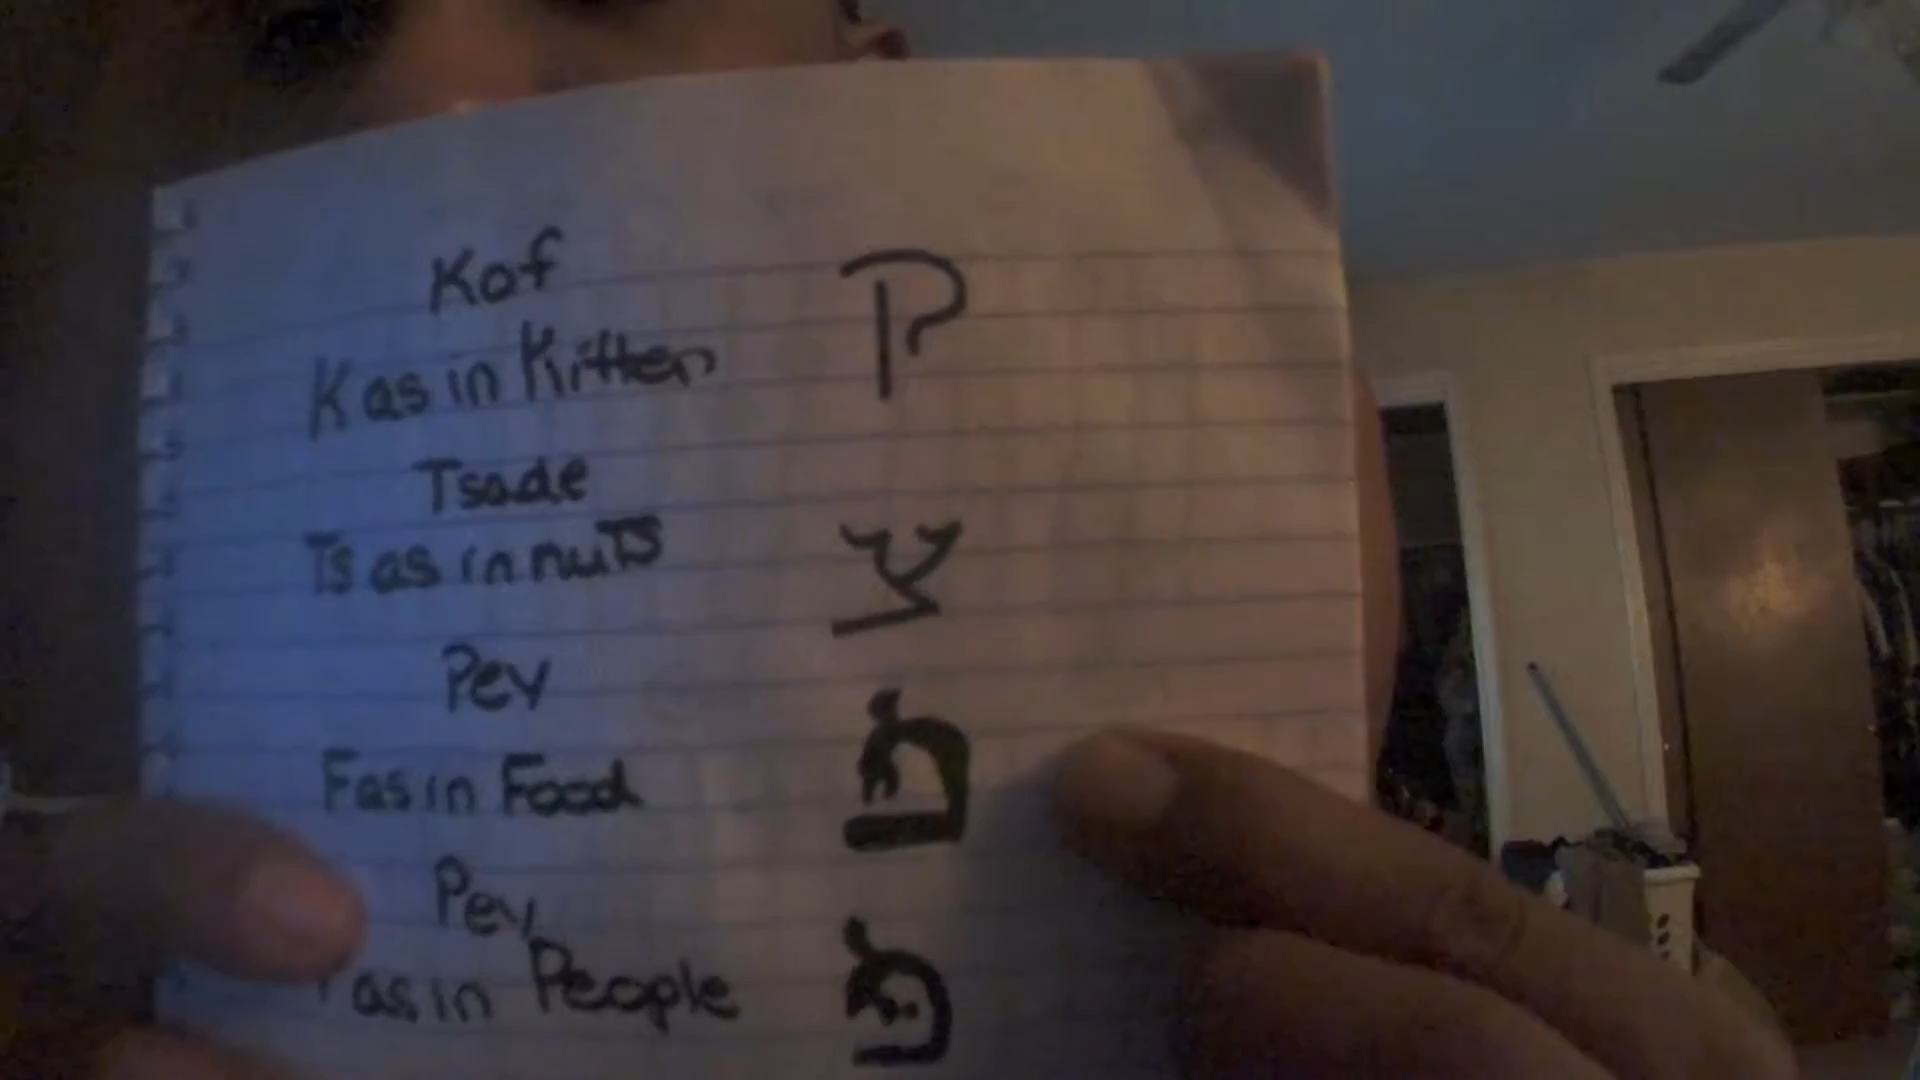 Kof ק
K as in Kitten
Tsade
Ts as in nuTS צ
Pey
F as in Food פ
Pey
as in People פּ